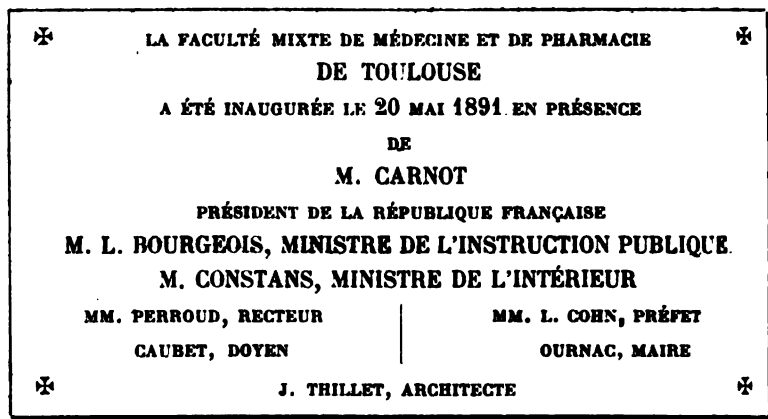 ✠ LA FACULTÉ MIXTE DE MÉDECINE ET DE PHARMACIE ✠
DE TOULOUSE
A ÉTÉ INAUGURÉE LE 20 MAI 1891 EN PRÉSENCE
DE
M. CARNOT
PRÉSIDENT DE LA RÉPUBLIQUE FRANÇAISE
M. L. BOURGEOIS, MINISTRE DE L'INSTRUCTION PUBLIQUE.
M. CONSTANS, MINISTRE DE L'INTÉRIEUR
MM. PERROUD, RECTEUR
CAUBET, DOYEN
MM. L. COHN, PRÉFET
OURNAC, MAIRE
✠ J. THILLET, ARCHITECTE ✠